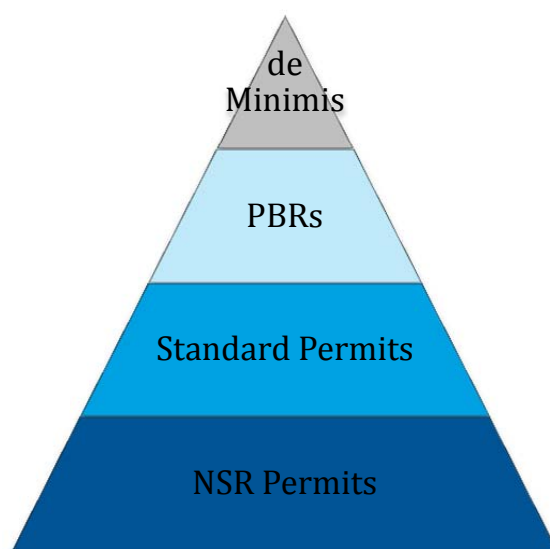 de
Minimis
PBRs
Standard Permits
NSR Permits